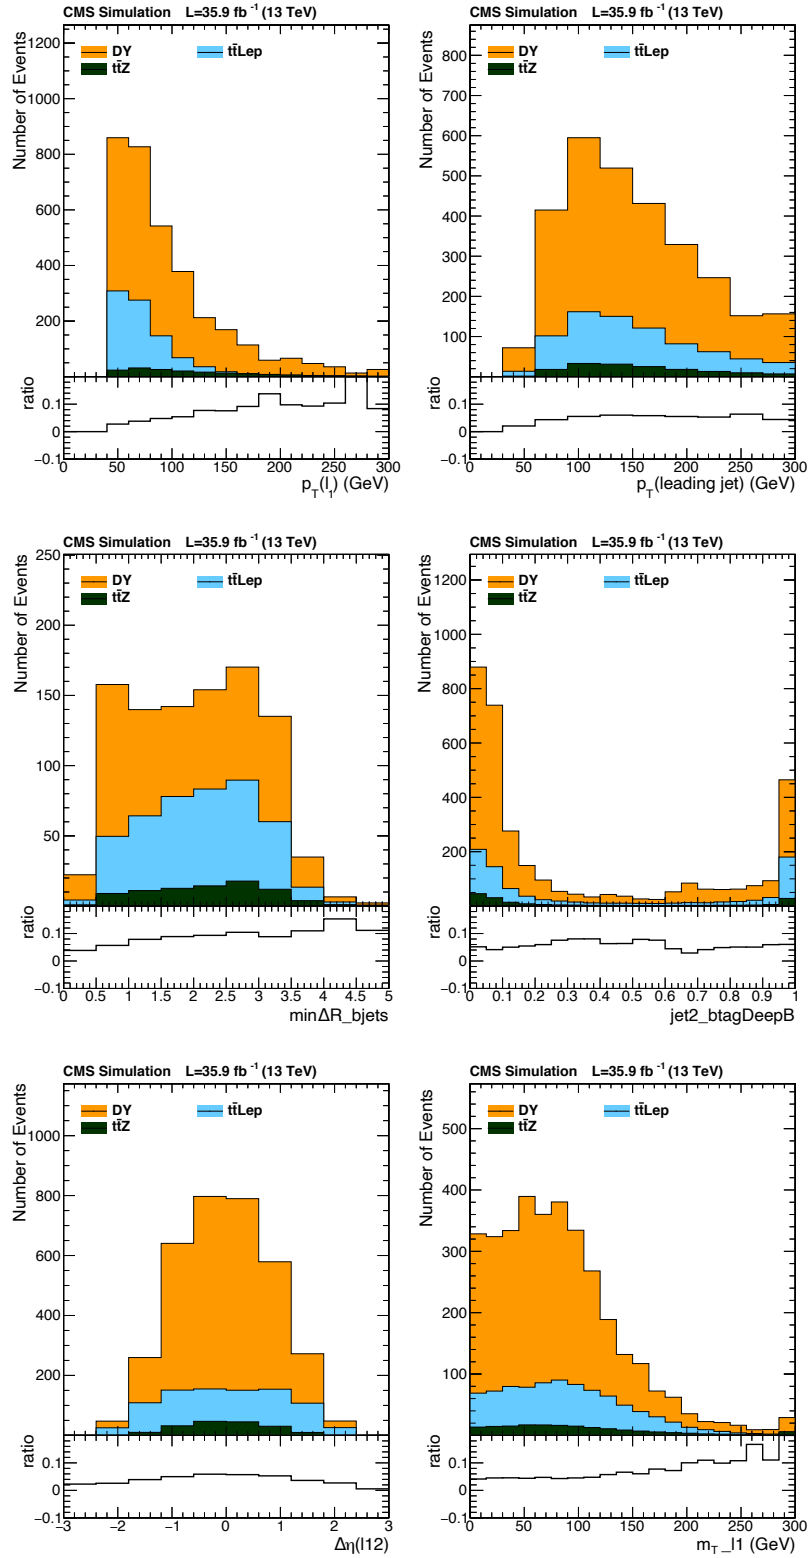 CMS Simulation L=35.9 fb⁻¹ (13 TeV)
Number of Events
DY
tt̄Lep
tt̄Z
1200
1000
800
600
400
200
ratio
0.1
0
−0.1
0 50 100 150 200 250 300
p_T(l_1) (GeV)
CMS Simulation L=35.9 fb⁻¹ (13 TeV)
Number of Events
DY
tt̄Lep
tt̄Z
800
700
600
500
400
300
200
100
ratio
0.1
0
−0.1
0 50 100 150 200 250 300
p_T(leading jet) (GeV)
CMS Simulation L=35.9 fb⁻¹ (13 TeV)
Number of Events
DY
tt̄Lep
tt̄Z
250
200
150
100
50
ratio
0.1
0
−0.1
0 0.5 1 1.5 2 2.5 3 3.5 4 4.5 5
minΔR_bjets
CMS Simulation L=35.9 fb⁻¹ (13 TeV)
Number of Events
DY
tt̄Lep
tt̄Z
1200
1000
800
600
400
200
ratio
0.1
0
−0.1
0 0.1 0.2 0.3 0.4 0.5 0.6 0.7 0.8 0.9 1
jet2_btagDeepB
CMS Simulation L=35.9 fb⁻¹ (13 TeV)
Number of Events
DY
tt̄Lep
tt̄Z
1000
800
600
400
200
ratio
0.1
0
−0.1
−3 −2 −1 0 1 2 3
Δη(l12)
CMS Simulation L=35.9 fb⁻¹ (13 TeV)
Number of Events
DY
tt̄Lep
tt̄Z
500
400
300
200
100
ratio
0.1
0
−0.1
0 50 100 150 200 250 300
m_T_l1 (GeV)